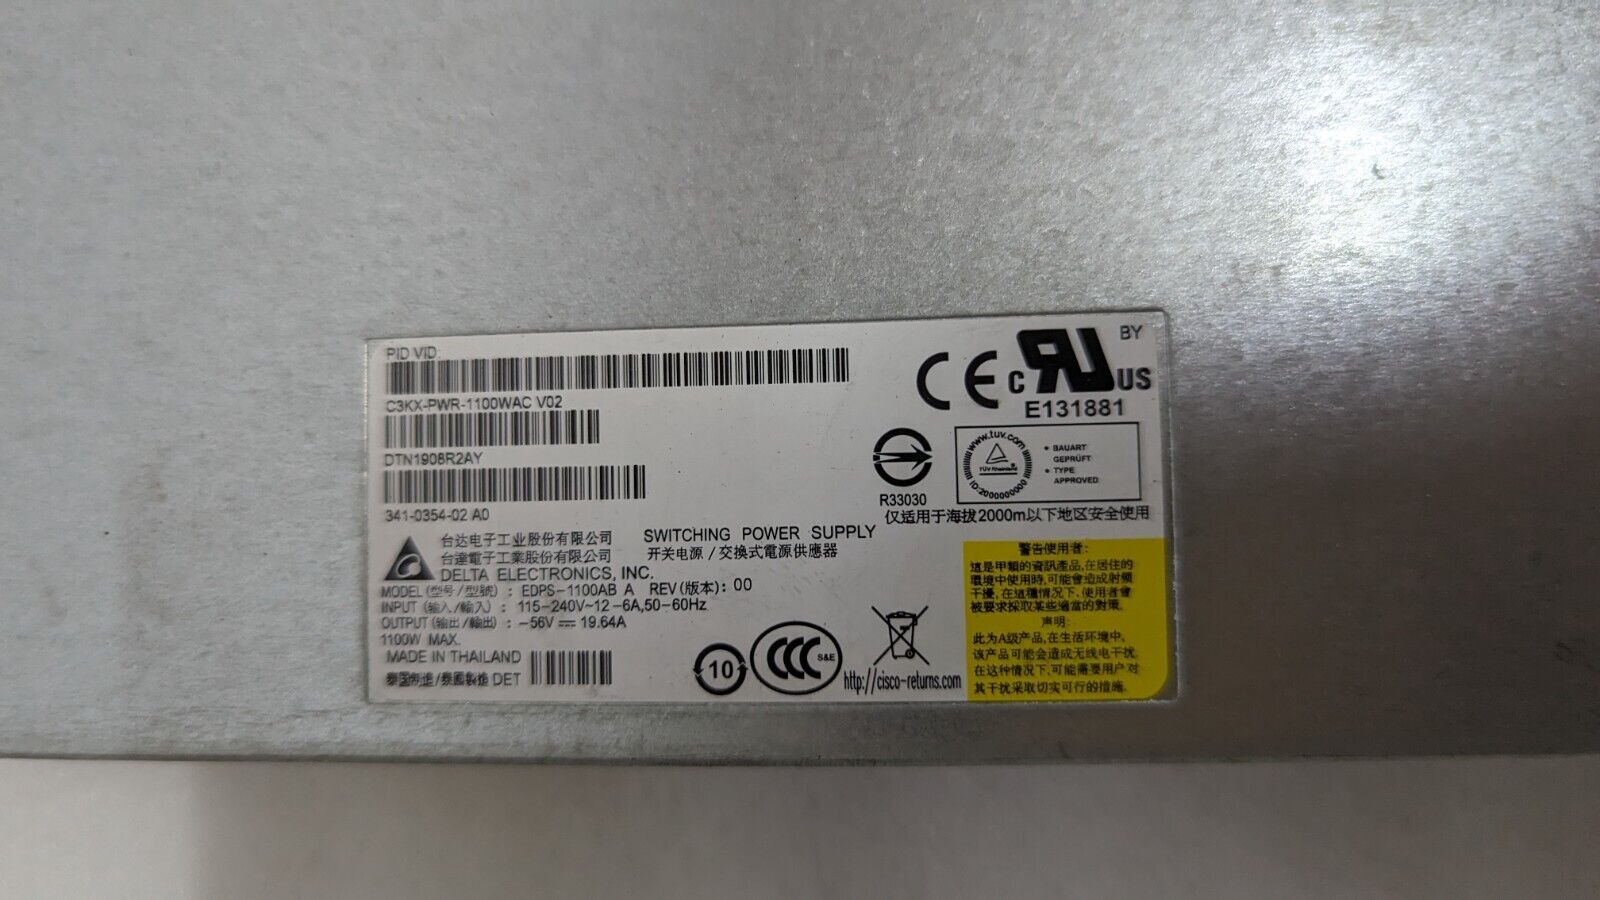 PID VID:
C3KX-PWR-1100WAC V02
DTN1908R2AY
341-0354-02 A0
台达电子工业股份有限公司
台達電子工業股份有限公司
DELTA ELECTRONICS, INC.
SWITCHING POWER SUPPLY
开关电源 / 交換式電源供應器
MODEL (型号/型號) : EDPS-1100AB A REV (版本): 00
INPUT (输入/輸入) : 115-240V~12-6A,50-60Hz
OUTPUT (输出/輸出) : -56V⎓ 19.64A
1100W MAX.
MADE IN THAILAND
泰国制造/泰國製造 DET
CE
c RU US
BY
E131881
R33030
www.tuv.com
TÜVRheinland
ID:2000000000
• BAUART
GEPRÜFT
• TYPE
APPROVED
仅适用于海拔2000m以下地区安全使用
10
CCC S&E
http://cisco-returns.com
警告使用者:
這是甲類的資訊產品,在居住的
環境中使用時,可能會造成射頻
干擾,在這種情況下,使用者會
被要求採取某些適當的對策.
声明:
此为A级产品,在生活环境中,
该产品可能会造成无线电干扰.
在这种情况下,可能需要用户对
其干扰采取切实可行的措施.